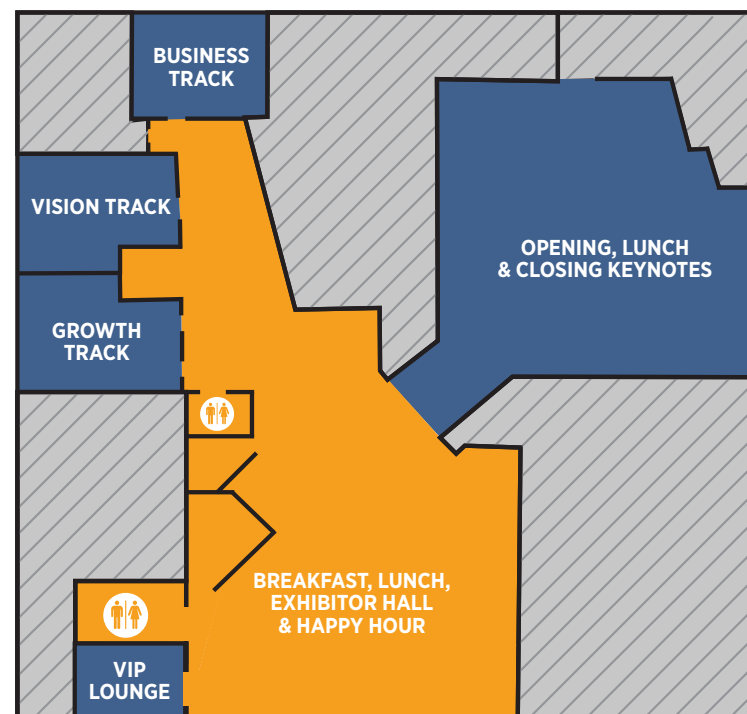 BUSINESS
TRACK
VISION TRACK
OPENING, LUNCH
& CLOSING KEYNOTES
GROWTH
TRACK
BREAKFAST, LUNCH,
EXHIBITOR HALL
& HAPPY HOUR
VIP
LOUNGE